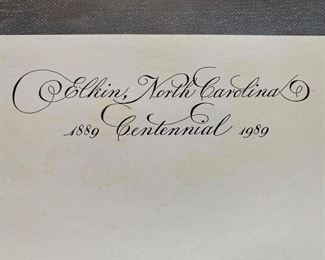 Elkin, North Carolina
1889 Centennial 1989